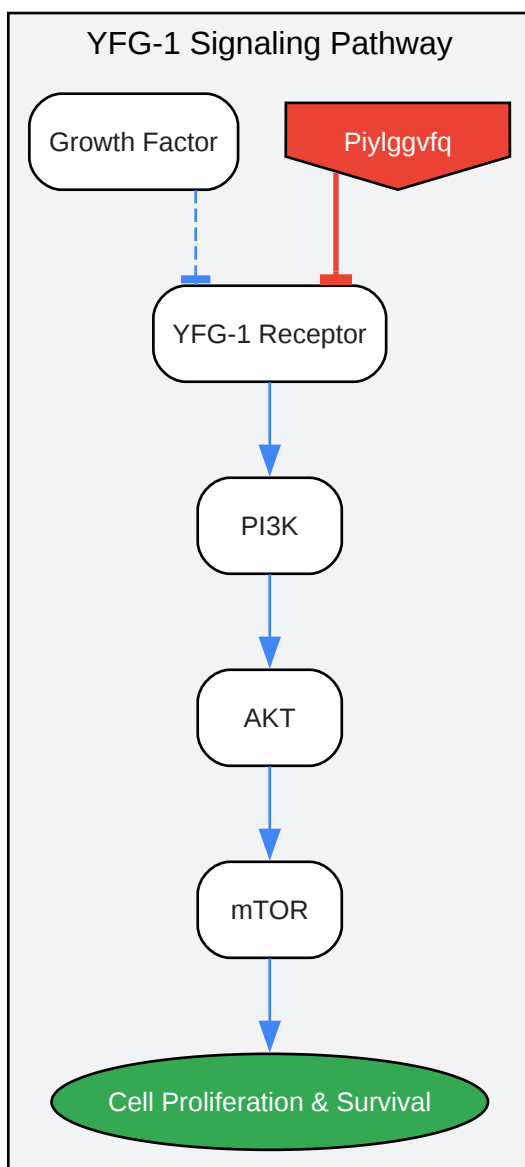 YFG-1 Signaling Pathway
Growth Factor
Piylggvfq
YFG-1 Receptor
PI3K
AKT
mTOR
Cell Proliferation & Survival